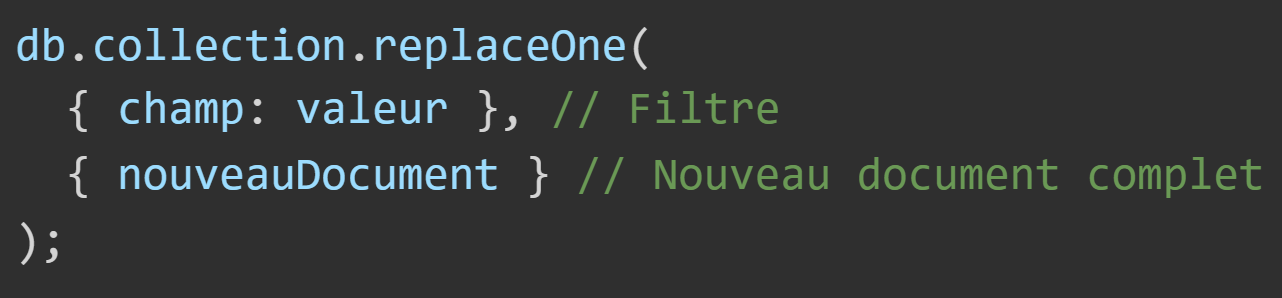 db.collection.replaceOne(
  { champ: valeur }, // Filtre
  { nouveauDocument } // Nouveau document complet
);